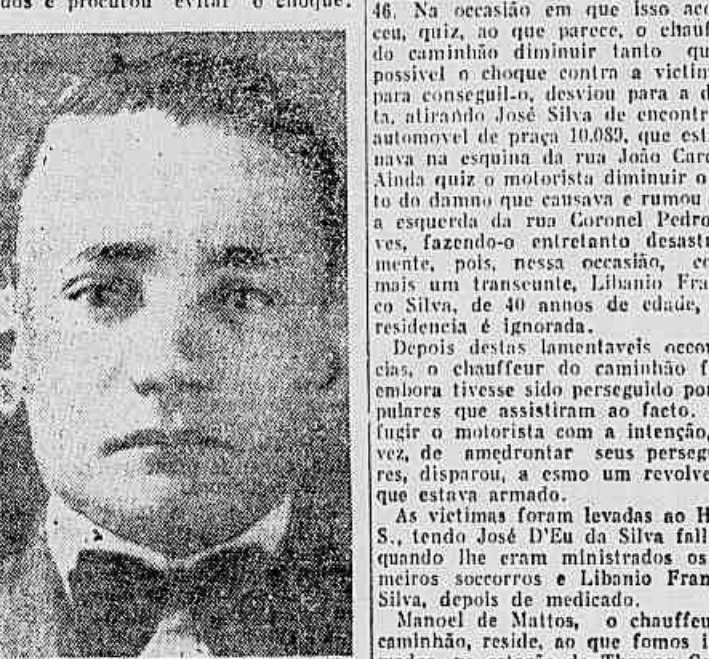 e procurou evitar o choque.
46. Na occasião em que isso aco
ceu, quiz, ao que parece, o chauf
do caminhão diminuir tanto qu
possivel o choque contra a victim
para conseguil-o, desviou para a d
ta, atirando José Silva de encontr
automovel de praça 10.089, que est
nava na esquina da rua João Car
Ainda quiz o motorista diminuir o
to do damno que causava e rumou
a esquerda da rua Coronel Pedro
ves, fazendo-o entretanto desastr
mente, pois, nessa occasião, co
mais um transeunte, Libanio Fra
co Silva, de 40 annos de edade,
residencia é ignorada.
Depois destas lamentaveis occor
cias, o chauffeur do caminhão f
embora tivesse sido perseguido por
pulares que assistiram ao facto.
fugir o motorista com a intenção,
vez, de amedrontar seus perseg
res, disparou, a esmo um revolve
que estava armado.
As victimas foram levadas ao H
S., tendo José D'Eu da Silva fall
quando lhe eram ministrados os
meiros soccorros e Libanio Fran
Silva, depois de medicado.
Manoel de Mattos, o chauffeu
caminhão, reside, ao que fomos i